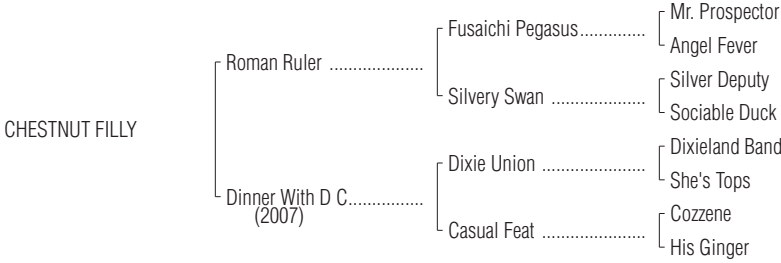 Mr. Prospector
Fusaichi Pegasus..............
Angel Fever
Roman Ruler ....................
Silver Deputy
Silvery Swan ....................
Sociable Duck
CHESTNUT FILLY
Dixieland Band
Dixie Union ......................
She's Tops
Dinner With D C................
(2007)
Cozzene
Casual Feat ......................
His Ginger